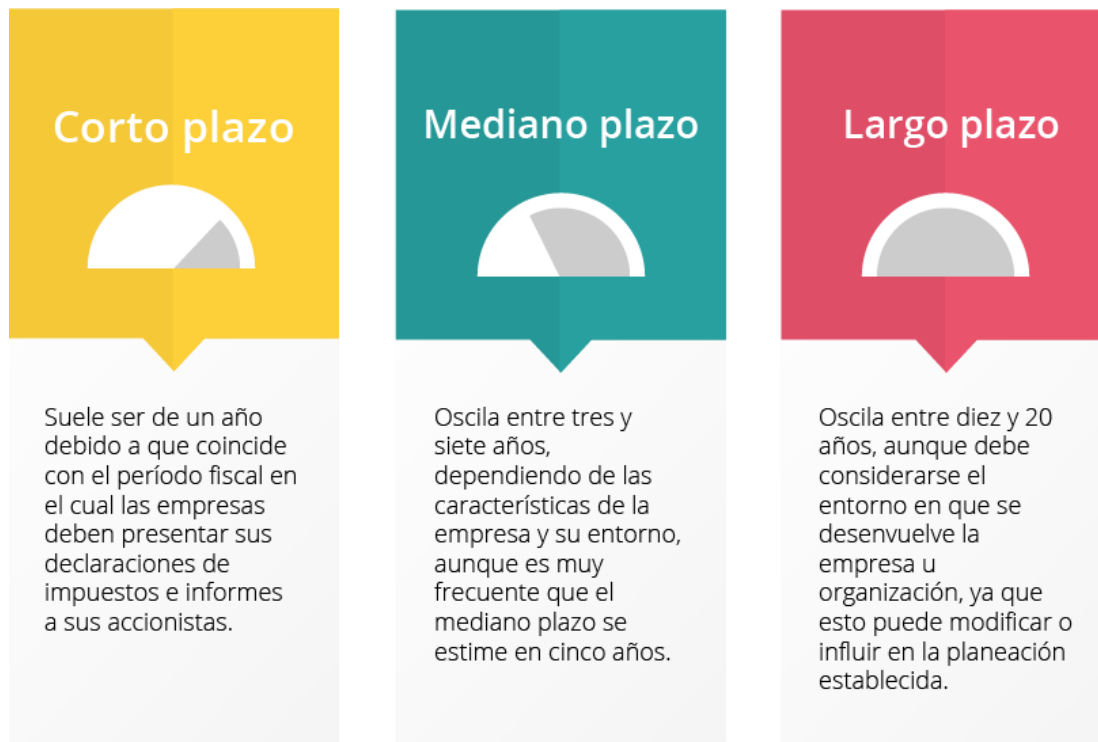 Corto plazo
Suele ser de un año
debido a que coincide
con el período fiscal en
el cual las empresas
deben presentar sus
declaraciones de
impuestos e informes
a sus accionistas.
Mediano plazo
Oscila entre tres y
siete años,
dependiendo de las
características de la
empresa y su entorno,
aunque es muy
frecuente que el
mediano plazo se
estime en cinco años.
Largo plazo
Oscila entre diez y 20
años, aunque debe
considerarse el
entorno en que se
desenvuelve la
empresa u
organización, ya que
esto puede modificar o
influir en la planeación
establecida.